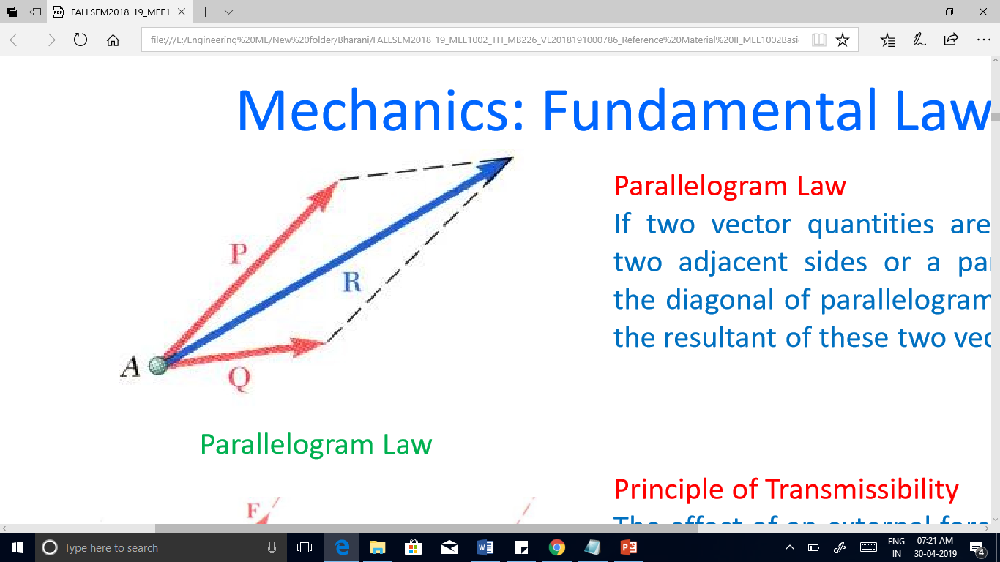 FALLSEM2018-19_MEE1
file:///E:/Engineering%20ME/New%20folder/Bharani/FALLSEM2018-19_MEE1002_TH_MB226_VL2018191000786_Reference%20Material%20II_MEE1002Basi
Mechanics: Fundamental Law
P
R
A
Q
Parallelogram Law
F
Parallelogram Law
If two vector quantities are
two adjacent sides or a pa
the diagonal of parallelogram
the resultant of these two vec
Principle of Transmissibility
The effect of an external
Type here to search
ENG
IN
07:21 AM
30-04-2019
4